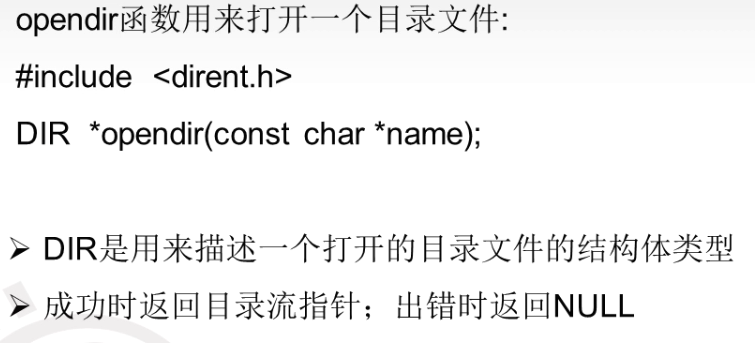 opendir函数用来打开一个目录文件:
#include <dirent.h>
DIR *opendir(const char *name);
➢ DIR是用来描述一个打开的目录文件的结构体类型
➢ 成功时返回目录流指针；出错时返回NULL